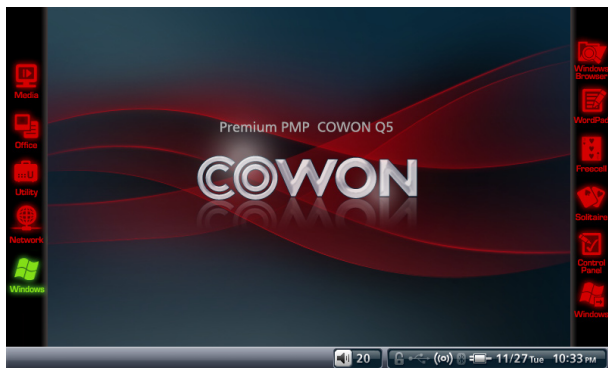 Media
Office
Utility
Network
Windows
Premium PMP COWON Q5
COWON
Windows
Browser
WordPad
Freecell
Solitaire
Control
Panel
Windows
20
11/27 Tue 10:33 PM